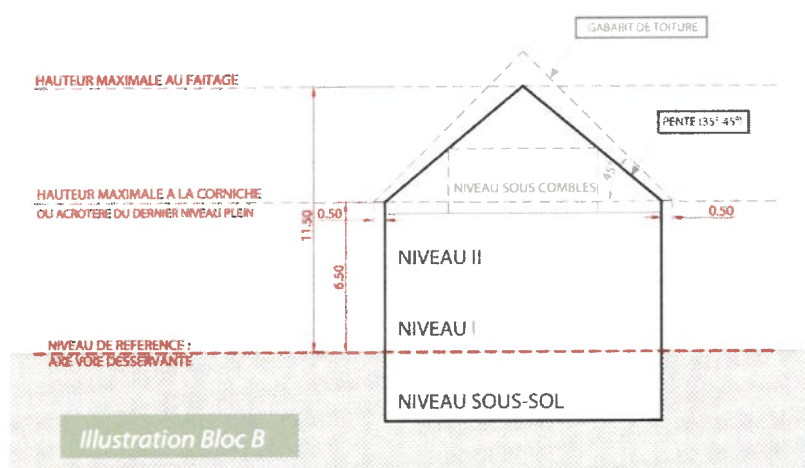 GABARIT DE TOITURE
HAUTEUR MAXIMALE AU FAITAGE
PENTE (35°-45°)
45°
NIVEAU SOUS COMBLES
HAUTEUR MAXIMALE A LA CORNICHE
OU ACROTERE DU DERNIER NIVEAU PLEIN
0.50
0.50
11.50
6.50
NIVEAU II
NIVEAU I
NIVEAU DE REFERENCE :
AXE VOIE DESSERVANTE
NIVEAU SOUS-SOL
Illustration Bloc B